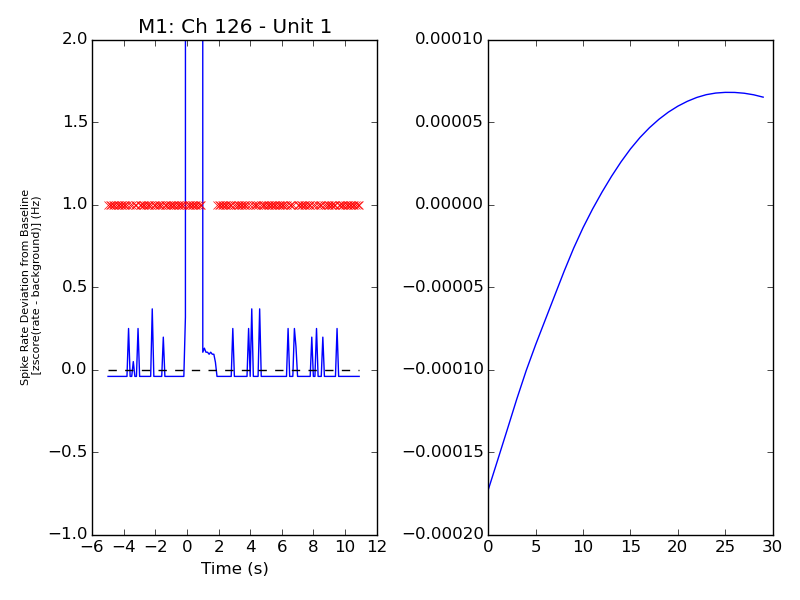 M1: Ch 126 - Unit 1
Spike Rate Deviation from Baseline
[zscore(rate - background)] (Hz)
2.0
1.5
1.0
0.5
0.0
−0.5
−1.0
−6 −4 −2 0 2 4 6 8 10 12
Time (s)
0.00010
0.00005
0.00000
−0.00005
−0.00010
−0.00015
−0.00020
0 5 10 15 20 25 30